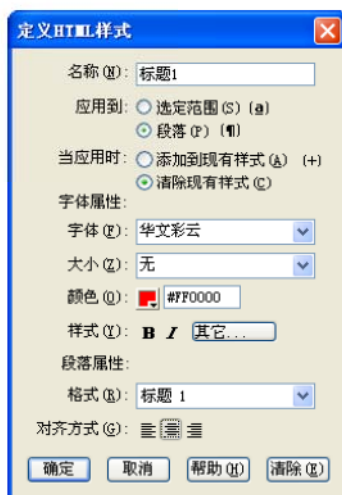 定义HTML样式
名称(N): 标题1
应用到: 选定范围(S) (a)
段落(P) (¶)
当应用时: 添加到现有样式(A) (+)
清除现有样式(C)
字体属性:
字体(F): 华文彩云
大小(Z): 无
颜色(O): #FF0000
样式(Y): B I 其它...
段落属性:
格式(R): 标题 1
对齐方式(G):
确定 取消 帮助(H) 清除(E)